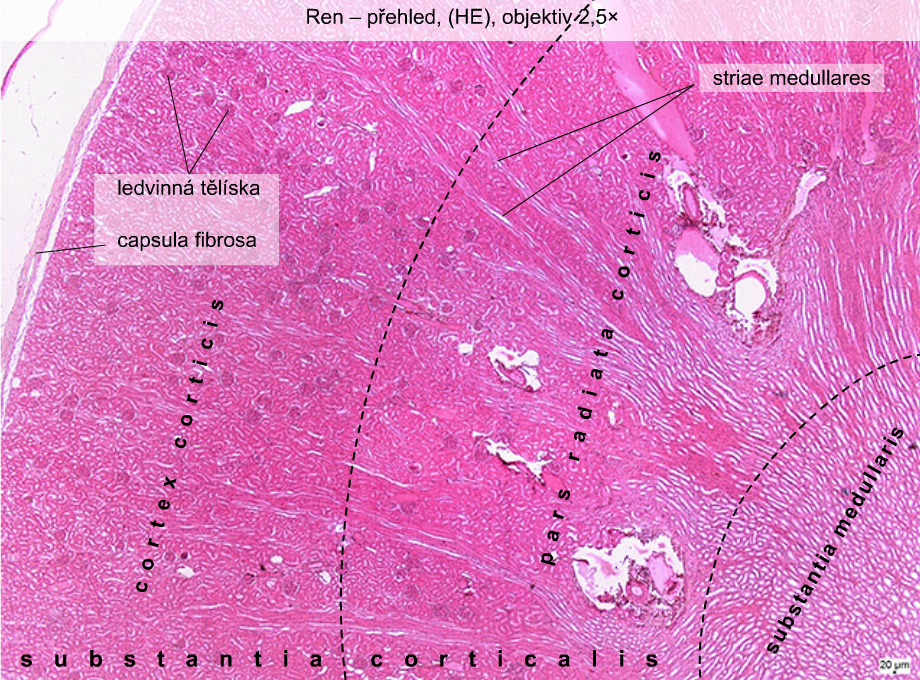 Ren – přehled, (HE), objektiv 2,5×
striae medullares
ledvinná tělíska
capsula fibrosa
cortex corticis
pars radiata corticis
substantia medullaris
substantia corticalis
20 µm